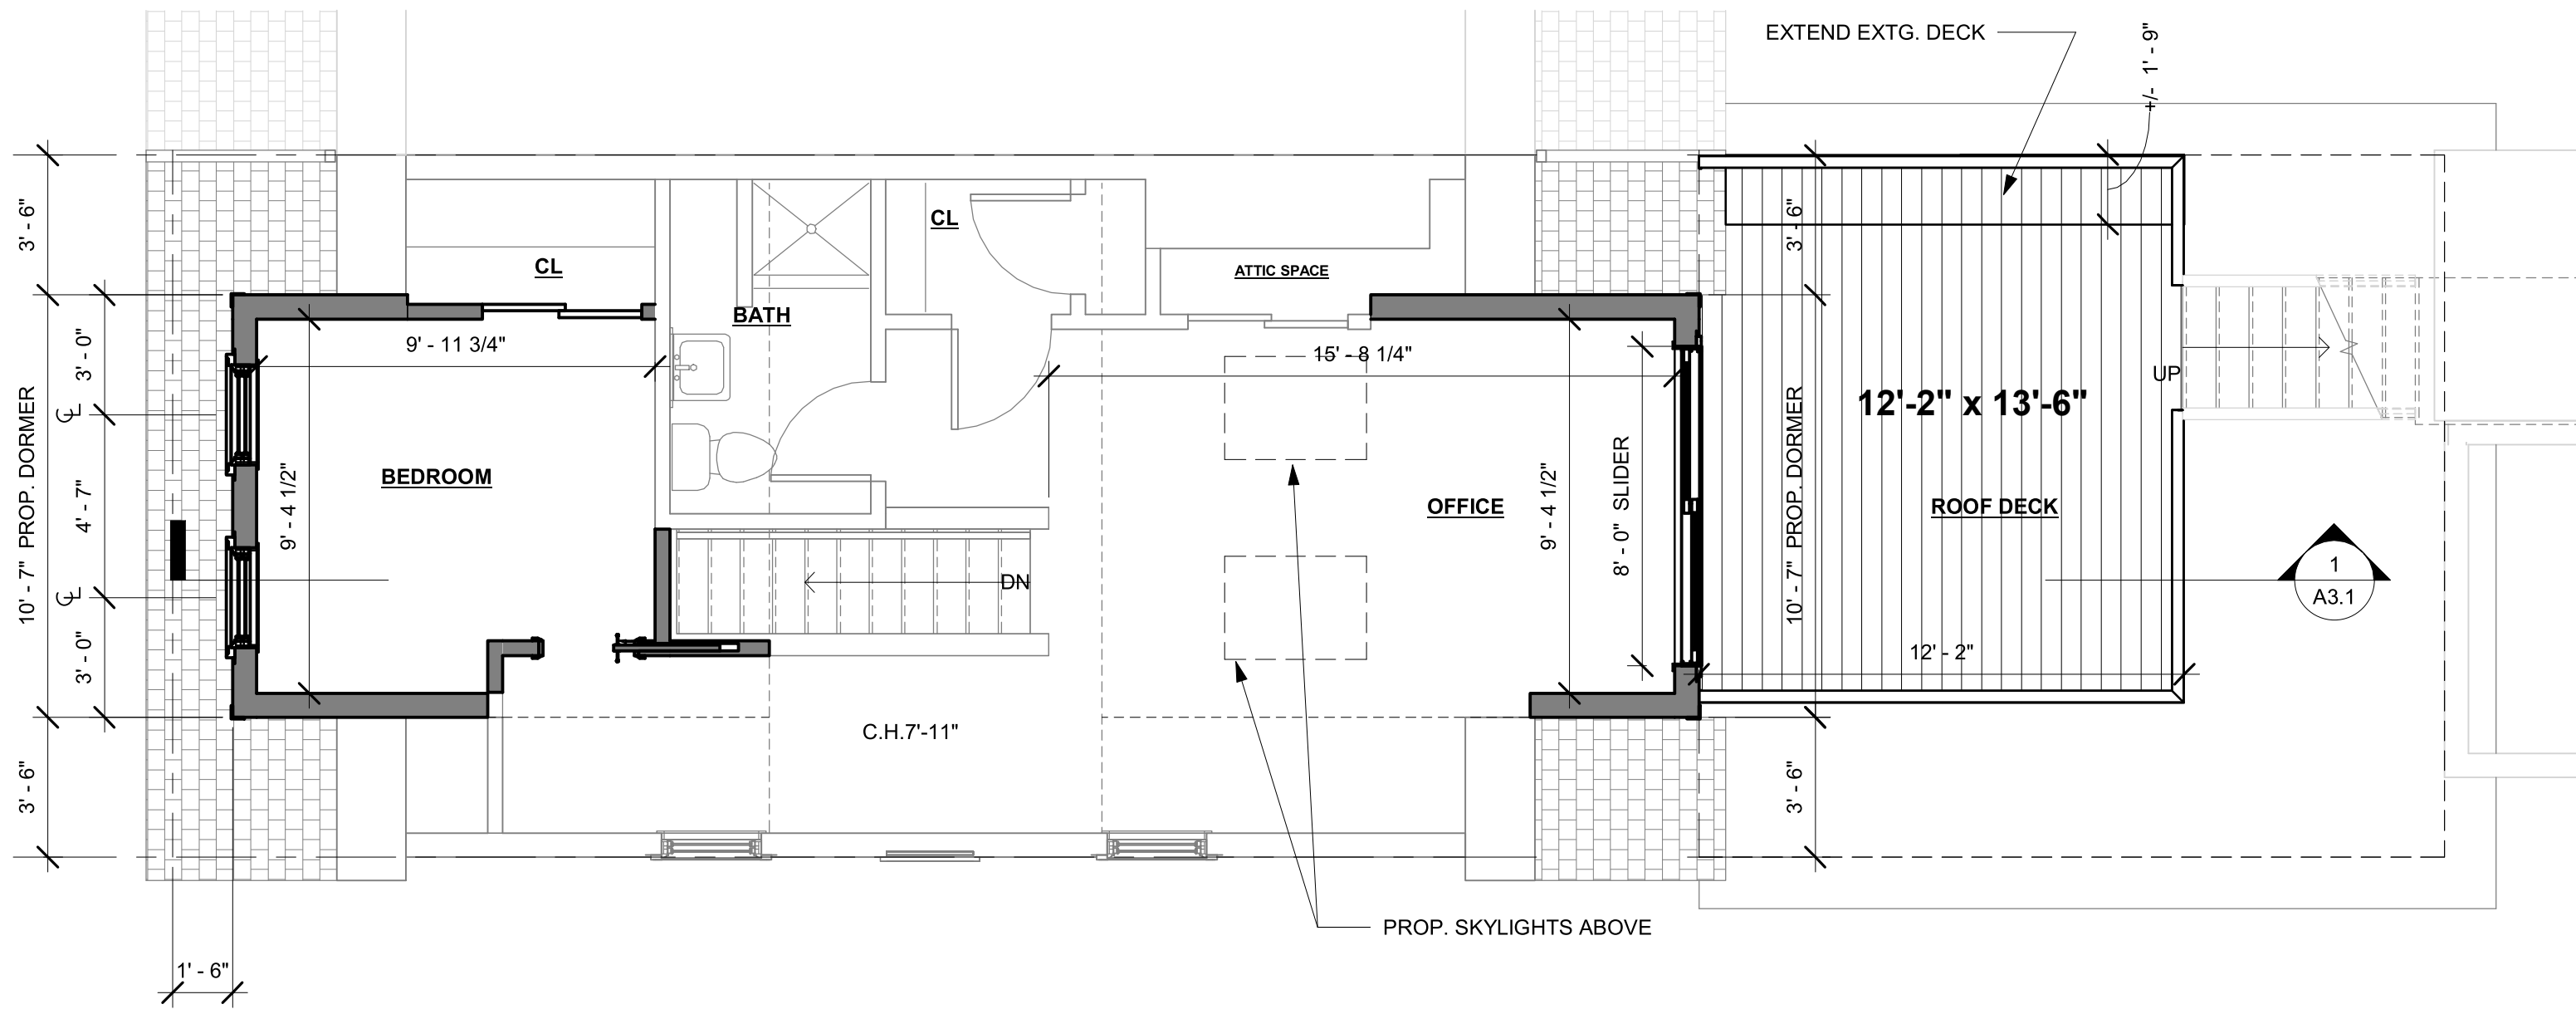 EXTEND EXTG. DECK
+/- 1' - 9"
3' - 6"
3' - 6"
CL
CL
ATTIC SPACE
BATH
3' - 0"
9' - 11 3/4"
15' - 8 1/4"
UP
12'-2" x 13'-6"
10' - 7" PROP. DORMER
℄
4' - 7"
9' - 4 1/2"
BEDROOM
OFFICE
9' - 4 1/2"
8' - 0" SLIDER
10' - 7" PROP. DORMER
ROOF DECK
1
A3.1
℄
DN
3' - 0"
12' - 2"
C.H.7'-11"
3' - 6"
3' - 6"
PROP. SKYLIGHTS ABOVE
1' - 6"